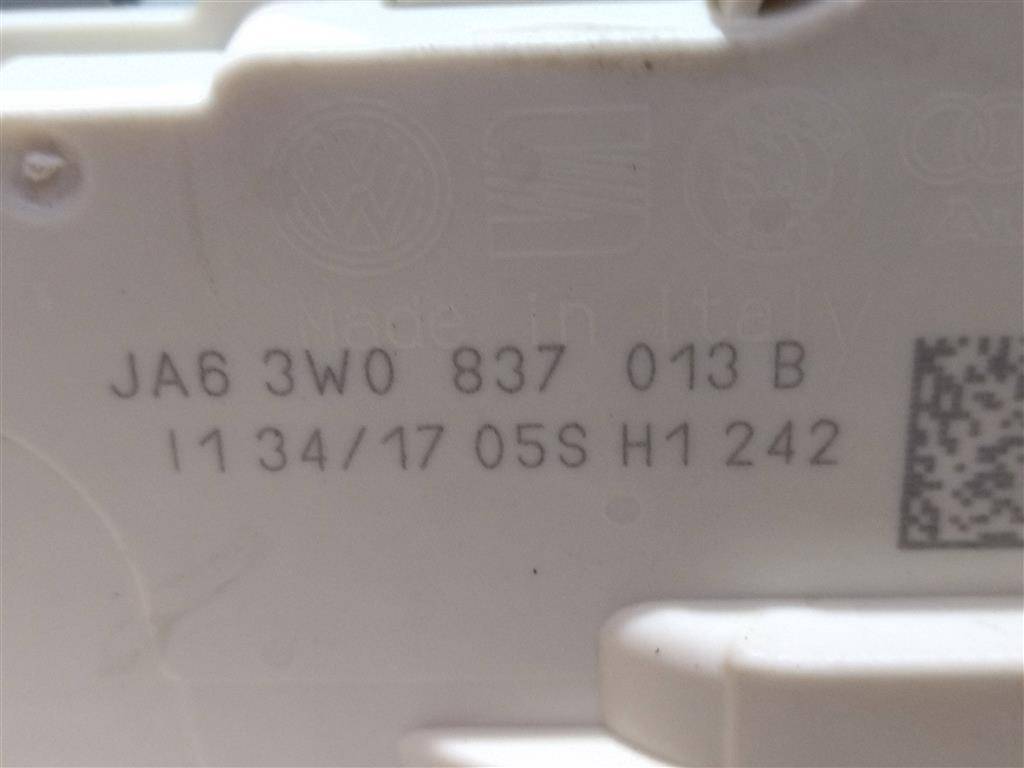 Made in Italy
JA6 3W0 837 013 B
I1 34/17 05S H1 242